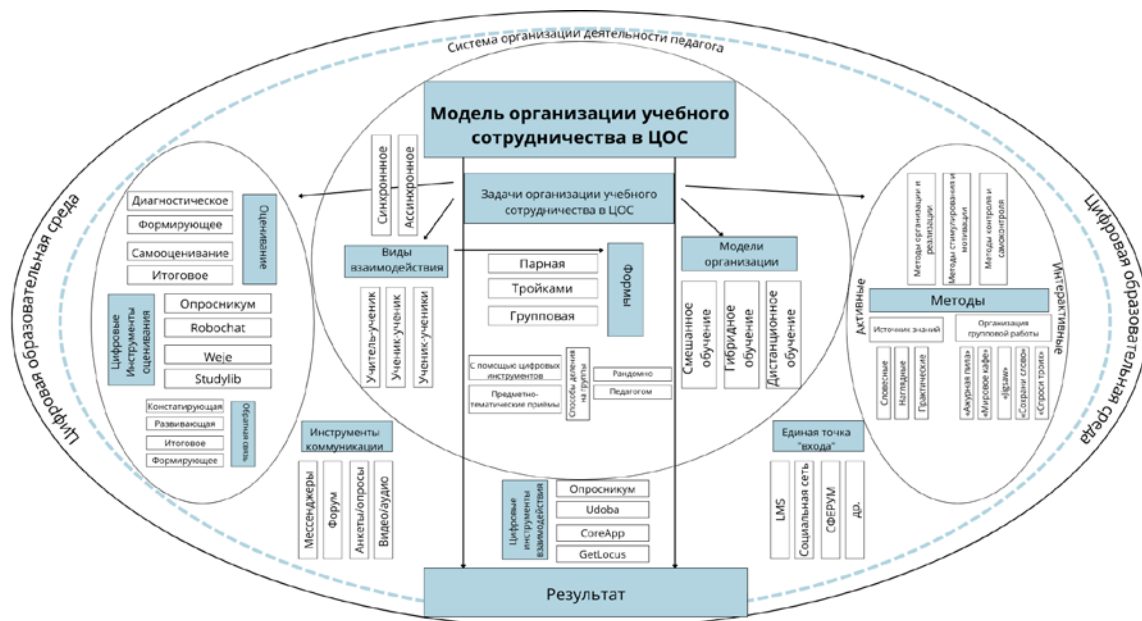 Система организации деятельности педагога
Цифровая образовательная среда
Цифровая образовательная среда
Модель организации учебного
сотрудничества в ЦОС
Синхроннное
Ассинхронное
Задачи организации учебного
сотрудничества в ЦОС
Диагностическое
Формирующее
Самооценивание
Итоговое
Оценивание
Цифровые
Инструменты
оценивания
Опросникум
Robochat
Weje
Studylib
Констатирующая
Развивающая
Итоговое
Формирующее
Обратная связь
Виды
взаимодействия
Учитель-ученик
Ученик-ученик
Ученик-ученики
Парная
Тройками
Групповая
Формы
С помощью цифровых
инструментов
Предметно-
тематические приёмы
Способы деления
на группы
Рандомно
Педагогом
Модели
организации
Смешанное
обучение
Гибридное
обучение
Дистанционное
обучение
Методы организации и
реализации
Методы стимулирования и
мотивации
Методы контроля и
самоконтроля
Активные
Интерактивные
Методы
Источник знаний
Организация
групповой работы
Словесные
Наглядные
Практические
«Ажурная пила»
«Мировое кафе»
«Jigsaw»
«Сохрани слово»
«Спроси троих»
Инструменты
коммуникации
Мессенджеры
Форум
Анкеты/опросы
Видео/аудио
Цифровые
инструменты
взаимодействия
Опросникум
Udoba
CoreApp
GetLocus
Единая точка
"входа"
LMS
Социальная сеть
СФЕРУМ
др.
Результат